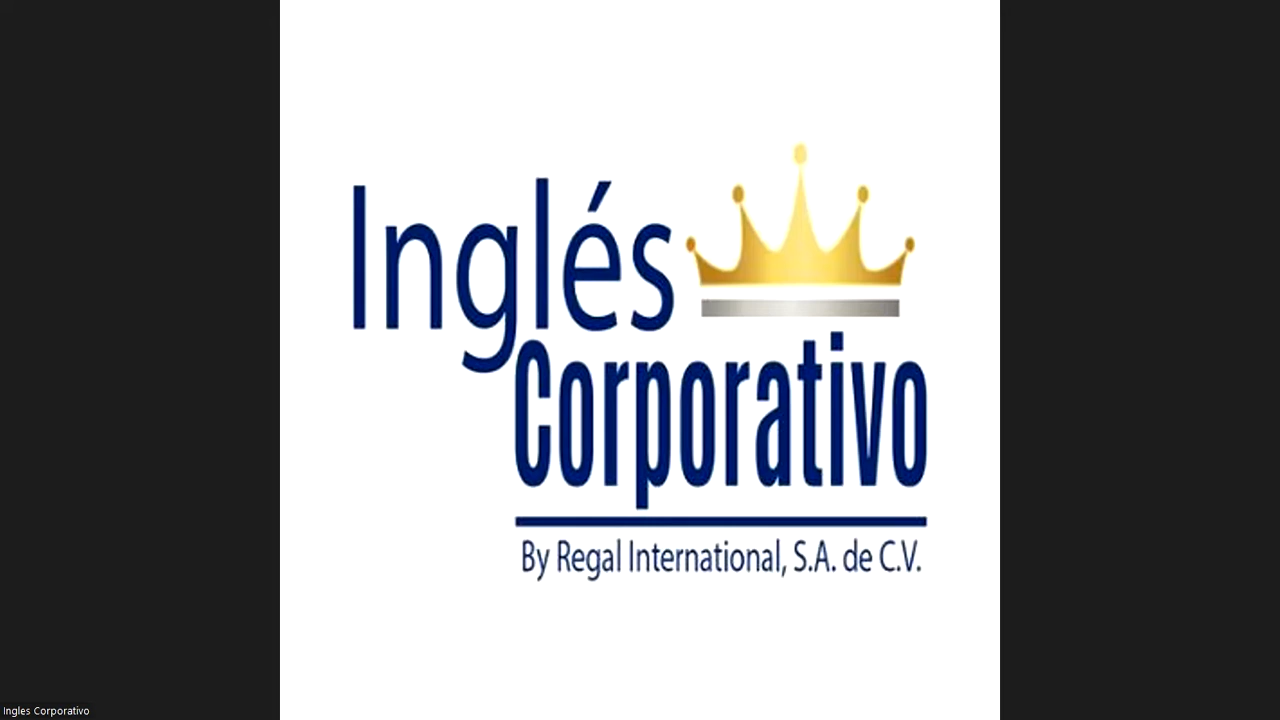 Inglés
Corporativo
By Regal International, S.A. de C.V.
Ingles Corporativo